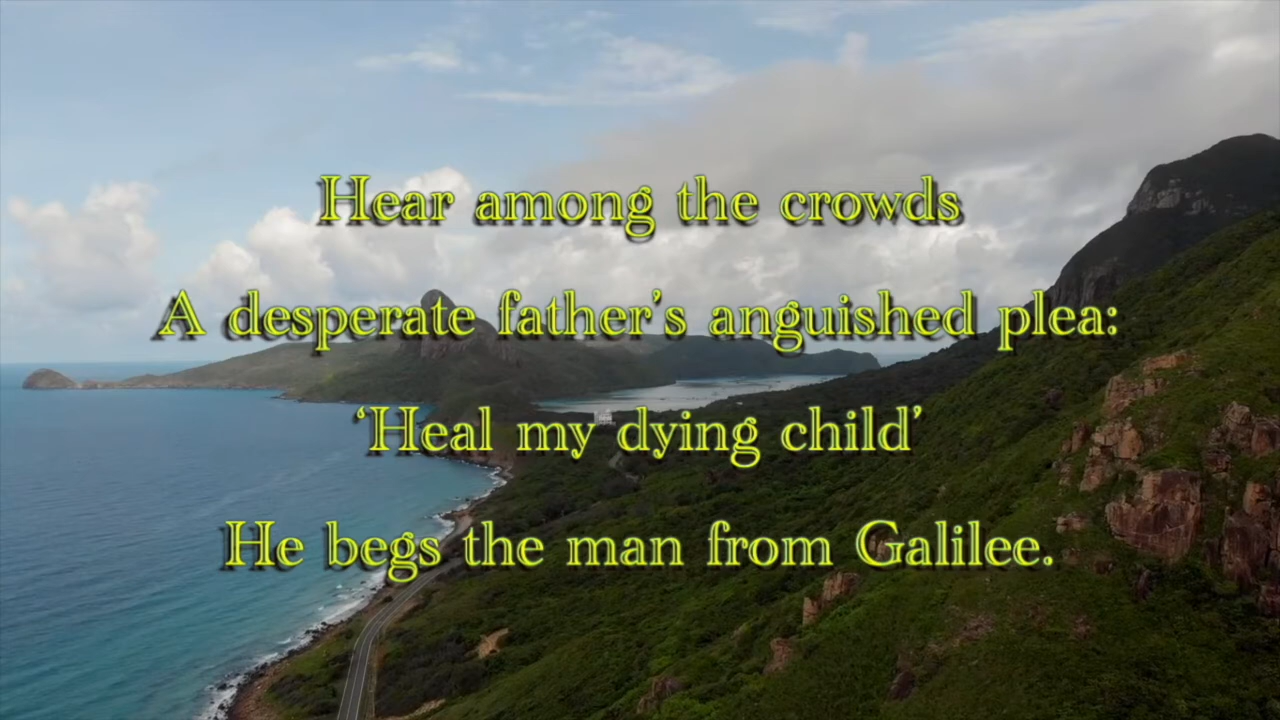 Hear among the crowds
A desperate father’s anguished plea:
‘Heal my dying child’
He begs the man from Galilee.